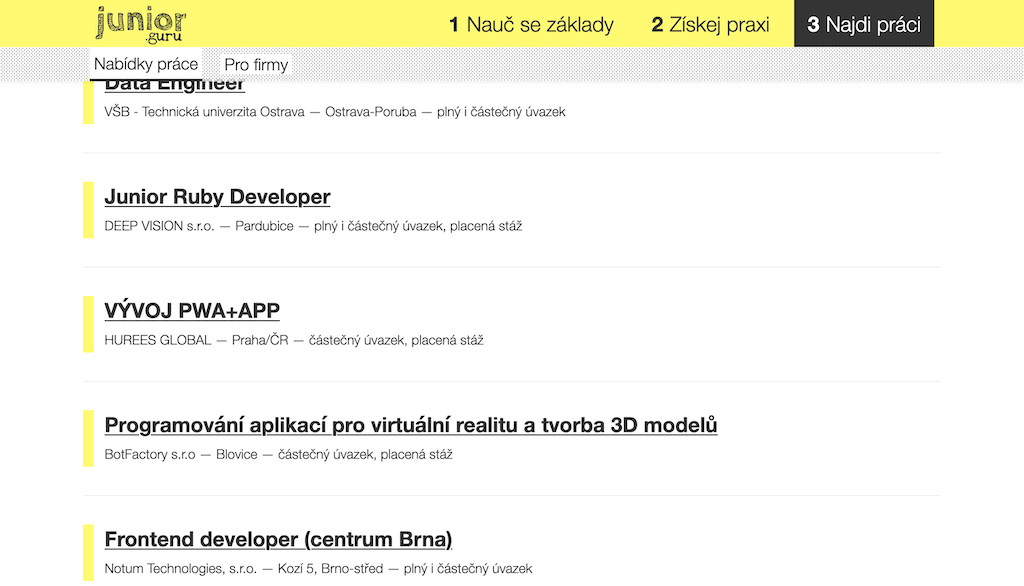 junior
.guru
1 Nauč se základy
2 Získej praxi
3 Najdi práci
Nabídky práce
Pro firmy
Data Engineer
VŠB - Technická univerzita Ostrava — Ostrava-Poruba — plný i částečný úvazek
Junior Ruby Developer
DEEP VISION s.r.o. — Pardubice — plný i částečný úvazek, placená stáž
VÝVOJ PWA+APP
HUREES GLOBAL — Praha/ČR — částečný úvazek, placená stáž
Programování aplikací pro virtuální realitu a tvorba 3D modelů
BotFactory s.r.o — Blovice — částečný úvazek, placená stáž
Frontend developer (centrum Brna)
Notum Technologies, s.r.o. — Kozí 5, Brno-střed — plný i částečný úvazek